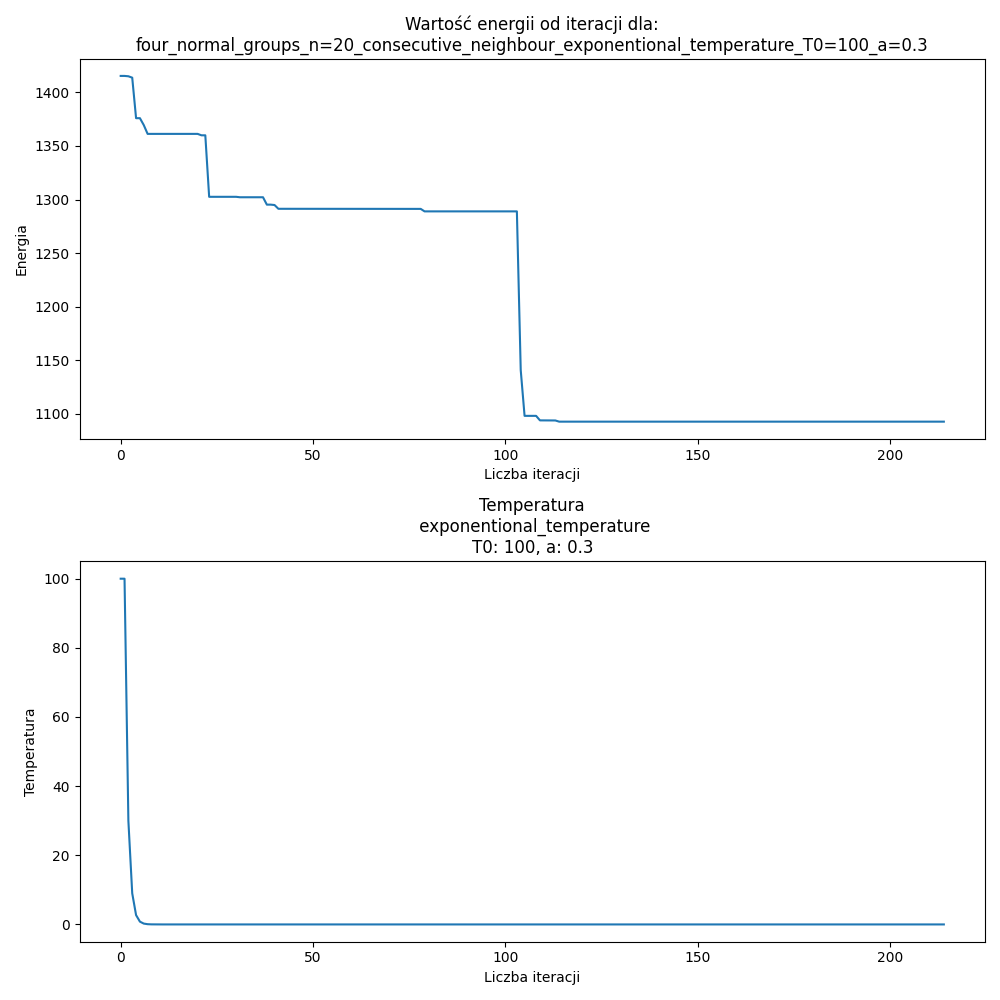 Wartość energii od iteracji dla:
four_normal_groups_n=20_consecutive_neighbour_exponentional_temperature_T0=100_a=0.3
1400
1350
1300
1250
1200
1150
1100
Energia
0 50 100 150 200
Liczba iteracji
Temperatura
exponentional_temperature
T0: 100, a: 0.3
100
80
60
40
20
0
Temperatura
0 50 100 150 200
Liczba iteracji